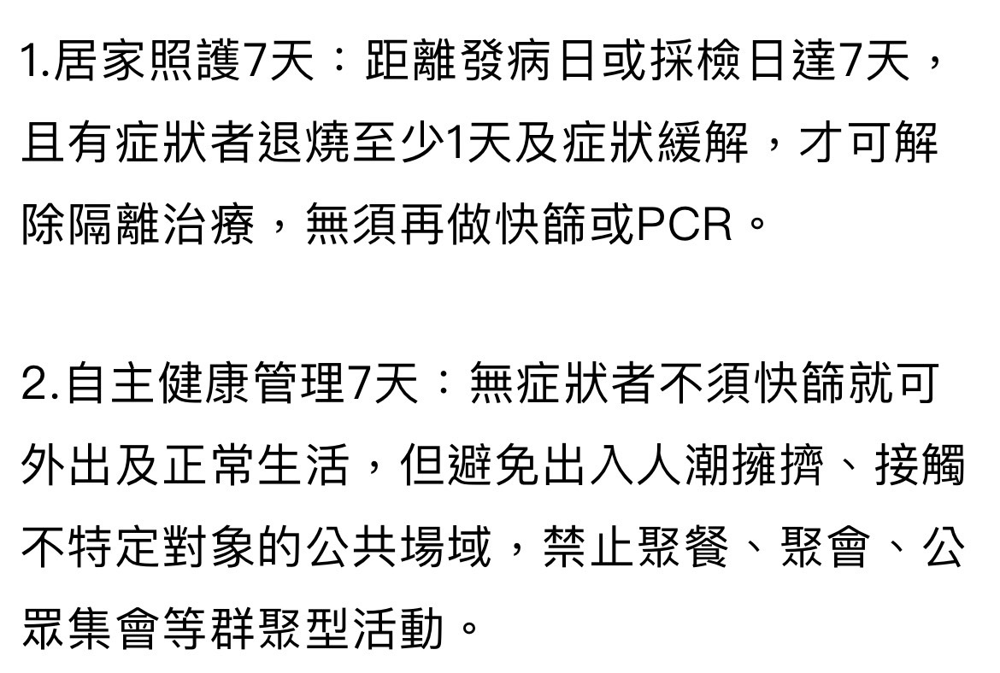 1.居家照護7天：距離發病日或採檢日達7天，
且有症狀者退燒至少1天及症狀緩解，才可解
除隔離治療，無須再做快篩或PCR。
2.自主健康管理7天：無症狀者不須快篩就可
外出及正常生活，但避免出入人潮擁擠、接觸
不特定對象的公共場域，禁止聚餐、聚會、公
眾集會等群聚型活動。